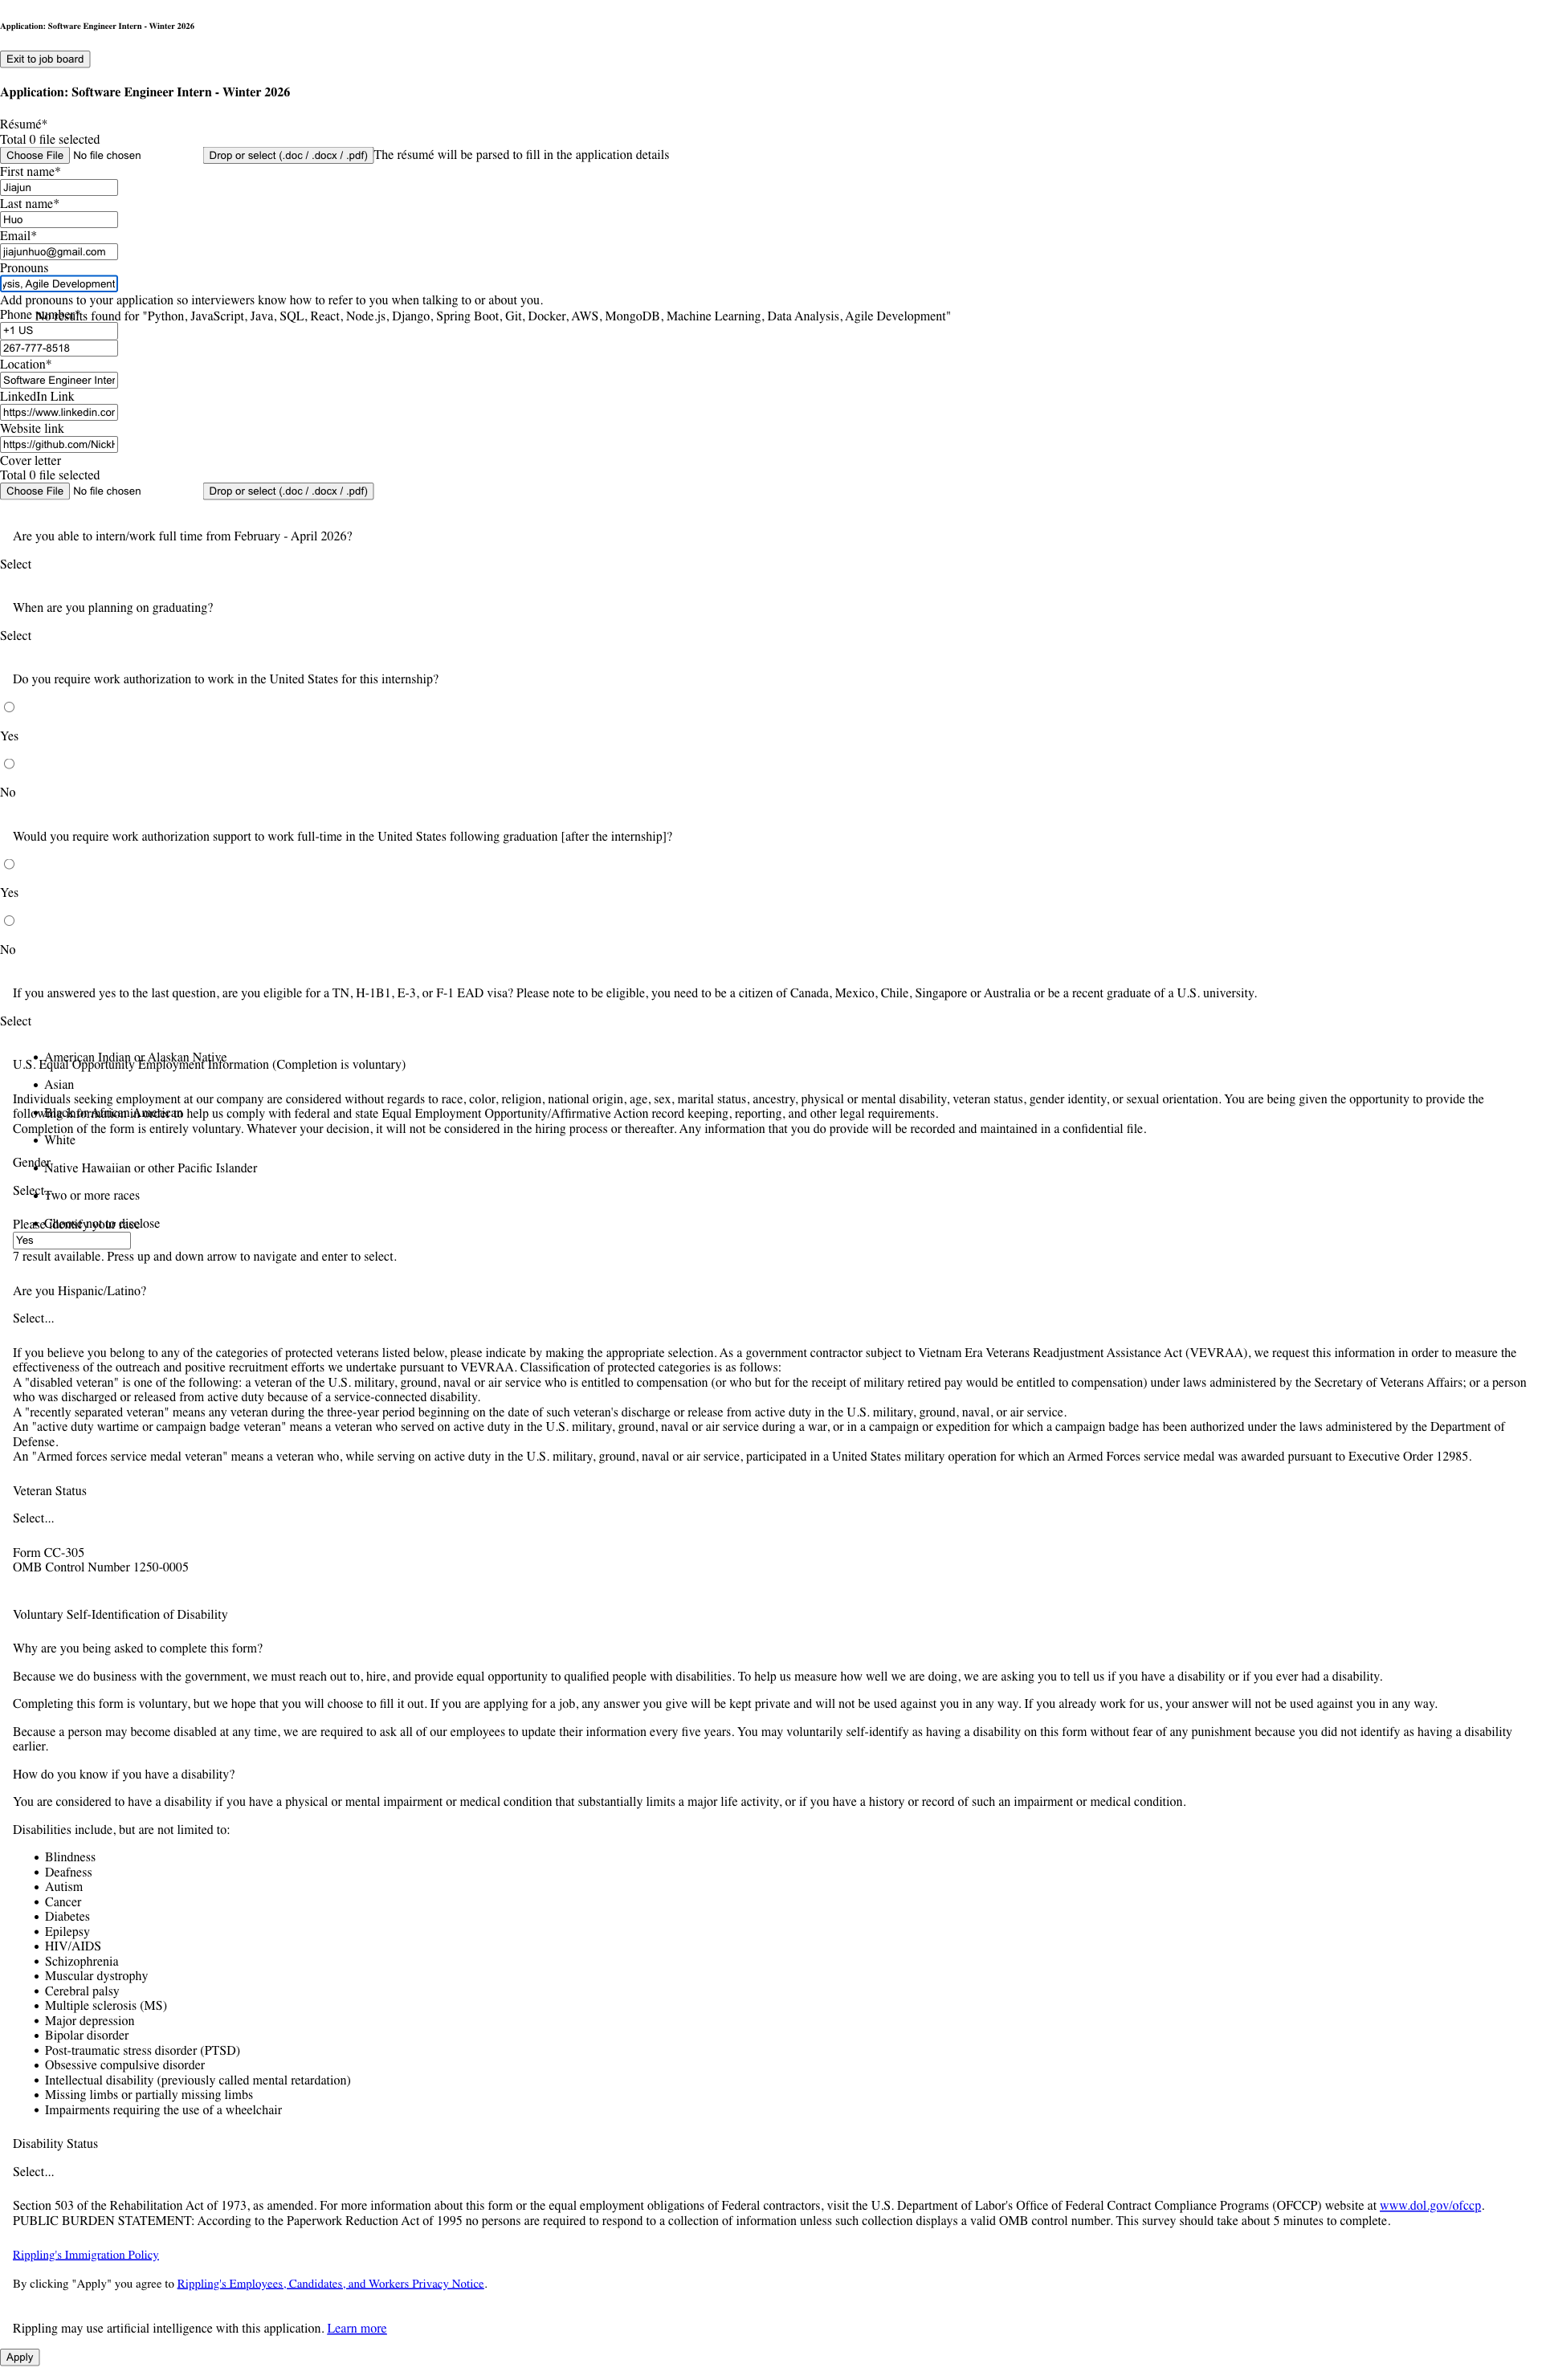 Application: Software Engineer Intern - Winter 2026
Exit to job board
Application: Software Engineer Intern - Winter 2026
Résumé*
Total 0 file selected
Choose File No file chosen Drop or select (.doc / .docx / .pdf) The résumé will be parsed to fill in the application details
First name*
Jiajun
Last name*
Huo
Email*
jiajunhuo@gmail.com
Pronouns
ysis, Agile Development
Add pronouns to your application so interviewers know how to refer to you when talking to or about you.
Phone number*
No results found for "Python, JavaScript, Java, SQL, React, Node.js, Django, Spring Boot, Git, Docker, AWS, MongoDB, Machine Learning, Data Analysis, Agile Development"
+1 US
267-777-8518
Location*
Software Engineer Inter
LinkedIn Link
https://www.linkedin.cor
Website link
https://github.com/Nick
Cover letter
Total 0 file selected
Choose File No file chosen Drop or select (.doc / .docx / .pdf)
Are you able to intern/work full time from February - April 2026?
Select
When are you planning on graduating?
Select
Do you require work authorization to work in the United States for this internship?
Yes
No
Would you require work authorization support to work full-time in the United States following graduation [after the internship]?
Yes
No
If you answered yes to the last question, are you eligible for a TN, H-1B1, E-3, or F-1 EAD visa? Please note to be eligible, you need to be a citizen of Canada, Mexico, Chile, Singapore or Australia or be a recent graduate of a U.S. university.
Select
• American Indian or Alaskan Native
U.S. Equal Opportunity Employment Information (Completion is voluntary)
• Asian
Individuals seeking employment at our company are considered without regards to race, color, religion, national origin, age, sex, marital status, ancestry, physical or mental disability, veteran status, gender identity, or sexual orientation. You are being given the opportunity to provide the
• Black or African American
following information in order to help us comply with federal and state Equal Employment Opportunity/Affirmative Action record keeping, reporting, and other legal requirements.
Completion of the form is entirely voluntary. Whatever your decision, it will not be considered in the hiring process or thereafter. Any information that you do provide will be recorded and maintained in a confidential file.
• White
Gender
• Native Hawaiian or other Pacific Islander
Select...
• Two or more races
Please identify your race
• Choose not to disclose
Yes
7 result available. Press up and down arrow to navigate and enter to select.
Are you Hispanic/Latino?
Select...
If you believe you belong to any of the categories of protected veterans listed below, please indicate by making the appropriate selection. As a government contractor subject to Vietnam Era Veterans Readjustment Assistance Act (VEVRAA), we request this information in order to measure the
effectiveness of the outreach and positive recruitment efforts we undertake pursuant to VEVRAA. Classification of protected categories is as follows:
A "disabled veteran" is one of the following: a veteran of the U.S. military, ground, naval or air service who is entitled to compensation (or who but for the receipt of military retired pay would be entitled to compensation) under laws administered by the Secretary of Veterans Affairs; or a person
who was discharged or released from active duty because of a service-connected disability.
A "recently separated veteran" means any veteran during the three-year period beginning on the date of such veteran's discharge or release from active duty in the U.S. military, ground, naval, or air service.
An "active duty wartime or campaign badge veteran" means a veteran who served on active duty in the U.S. military, ground, naval or air service during a war, or in a campaign or expedition for which a campaign badge has been authorized under the laws administered by the Department of
Defense.
An "Armed forces service medal veteran" means a veteran who, while serving on active duty in the U.S. military, ground, naval or air service, participated in a United States military operation for which an Armed Forces service medal was awarded pursuant to Executive Order 12985.
Veteran Status
Select...
Form CC-305
OMB Control Number 1250-0005
Voluntary Self-Identification of Disability
Why are you being asked to complete this form?
Because we do business with the government, we must reach out to, hire, and provide equal opportunity to qualified people with disabilities. To help us measure how well we are doing, we are asking you to tell us if you have a disability or if you ever had a disability.
Completing this form is voluntary, but we hope that you will choose to fill it out. If you are applying for a job, any answer you give will be kept private and will not be used against you in any way. If you already work for us, your answer will not be used against you in any way.
Because a person may become disabled at any time, we are required to ask all of our employees to update their information every five years. You may voluntarily self-identify as having a disability on this form without fear of any punishment because you did not identify as having a disability
earlier.
How do you know if you have a disability?
You are considered to have a disability if you have a physical or mental impairment or medical condition that substantially limits a major life activity, or if you have a history or record of such an impairment or medical condition.
Disabilities include, but are not limited to:
• Blindness
• Deafness
• Autism
• Cancer
• Diabetes
• Epilepsy
• HIV/AIDS
• Schizophrenia
• Muscular dystrophy
• Cerebral palsy
• Multiple sclerosis (MS)
• Major depression
• Bipolar disorder
• Post-traumatic stress disorder (PTSD)
• Obsessive compulsive disorder
• Intellectual disability (previously called mental retardation)
• Missing limbs or partially missing limbs
• Impairments requiring the use of a wheelchair
Disability Status
Select...
Section 503 of the Rehabilitation Act of 1973, as amended. For more information about this form or the equal employment obligations of Federal contractors, visit the U.S. Department of Labor's Office of Federal Contract Compliance Programs (OFCCP) website at www.dol.gov/ofccp.
PUBLIC BURDEN STATEMENT: According to the Paperwork Reduction Act of 1995 no persons are required to respond to a collection of information unless such collection displays a valid OMB control number. This survey should take about 5 minutes to complete.
Rippling's Immigration Policy
By clicking "Apply" you agree to Rippling's Employees, Candidates, and Workers Privacy Notice.
Rippling may use artificial intelligence with this application. Learn more
Apply